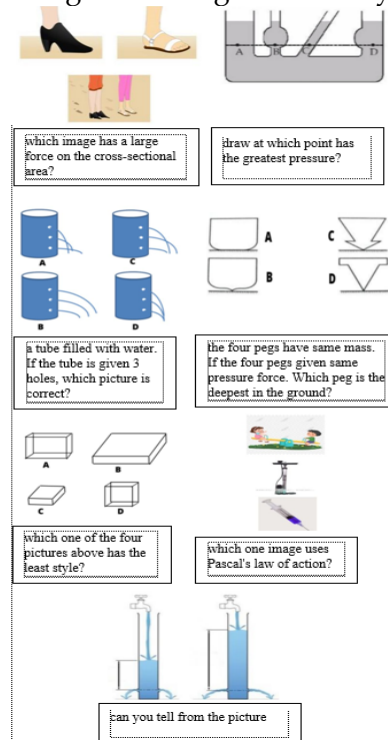 A B C D
which image has a large
force on the cross-sectional
area?
draw at which point has
the greatest pressure?
A
C
B
D
A
C
B
D
a tube filled with water.
If the tube is given 3
holes, which picture is
correct?
the four pegs have same mass.
If the four pegs given same
pressure force. Which peg is the
deepest in the ground?
A
B
C
D
which one of the four
pictures above has the
least style?
which one image uses
Pascal's law of action?
can you tell from the picture